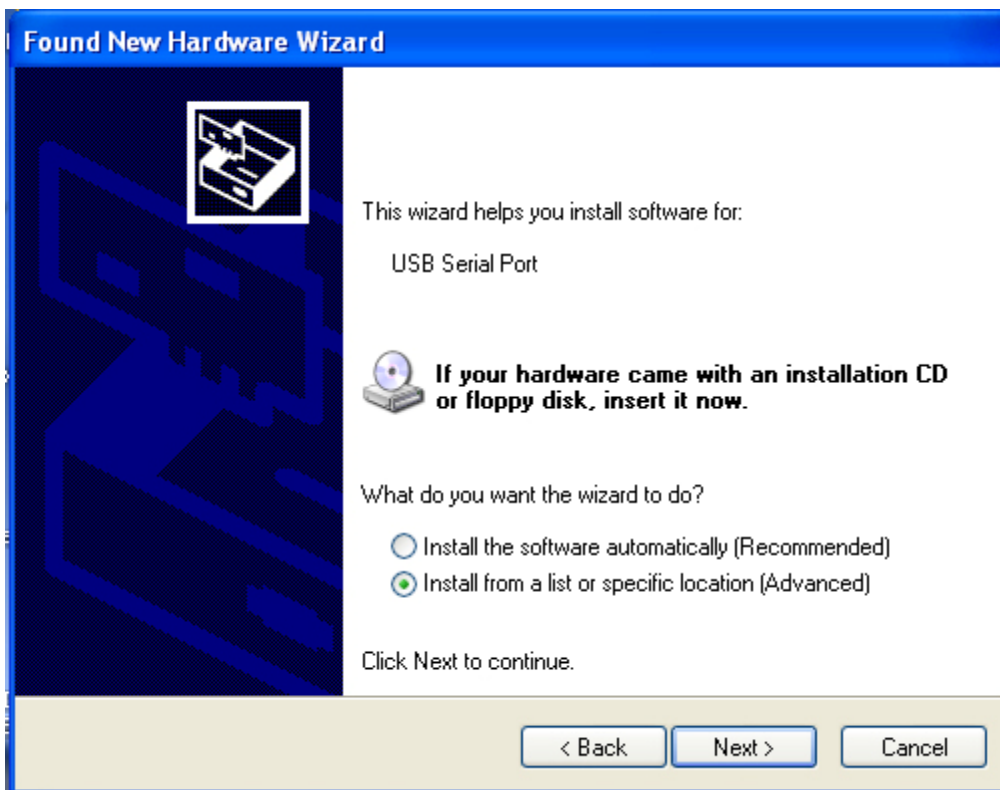 Found New Hardware Wizard
This wizard helps you install software for:
USB Serial Port
If your hardware came with an installation CD
or floppy disk, insert it now.
What do you want the wizard to do?
Install the software automatically (Recommended)
Install from a list or specific location (Advanced)
Click Next to continue.
< Back
Next >
Cancel